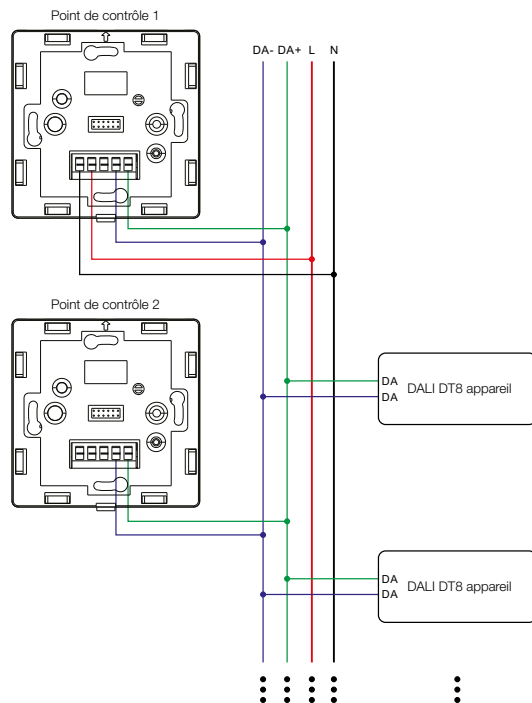 Point de contrôle 1
DA- DA+ L N
Point de contrôle 2
DA
DA
DALI DT8 appareil
DA
DA
DALI DT8 appareil